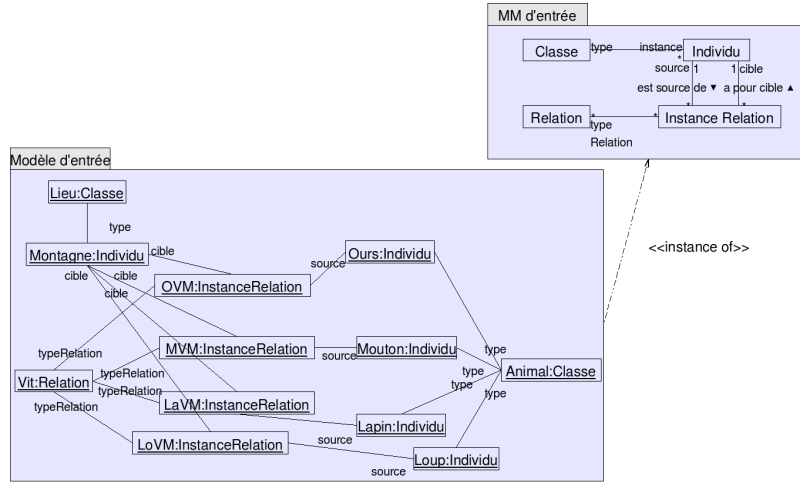 MM d'entrée
Classe
type
instance
*
Individu
source 1
1 cible
est source de ▼
a pour cible ▲
*
*
Relation
*
*
Instance Relation
type
Relation
Modèle d'entrée
Lieu:Classe
type
Montagne:Individu
cible
cible
cible
cible
source
Ours:Individu
OVM:InstanceRelation
<<instance of>>
MVM:InstanceRelation
source
Mouton:Individu
typeRelation
type
Vit:Relation
typeRelation
type
Animal:Classe
typeRelation
type
typeRelation
LaVM:InstanceRelation
type
Lapin:Individu
LoVM:InstanceRelation
source
Loup:Individu
source